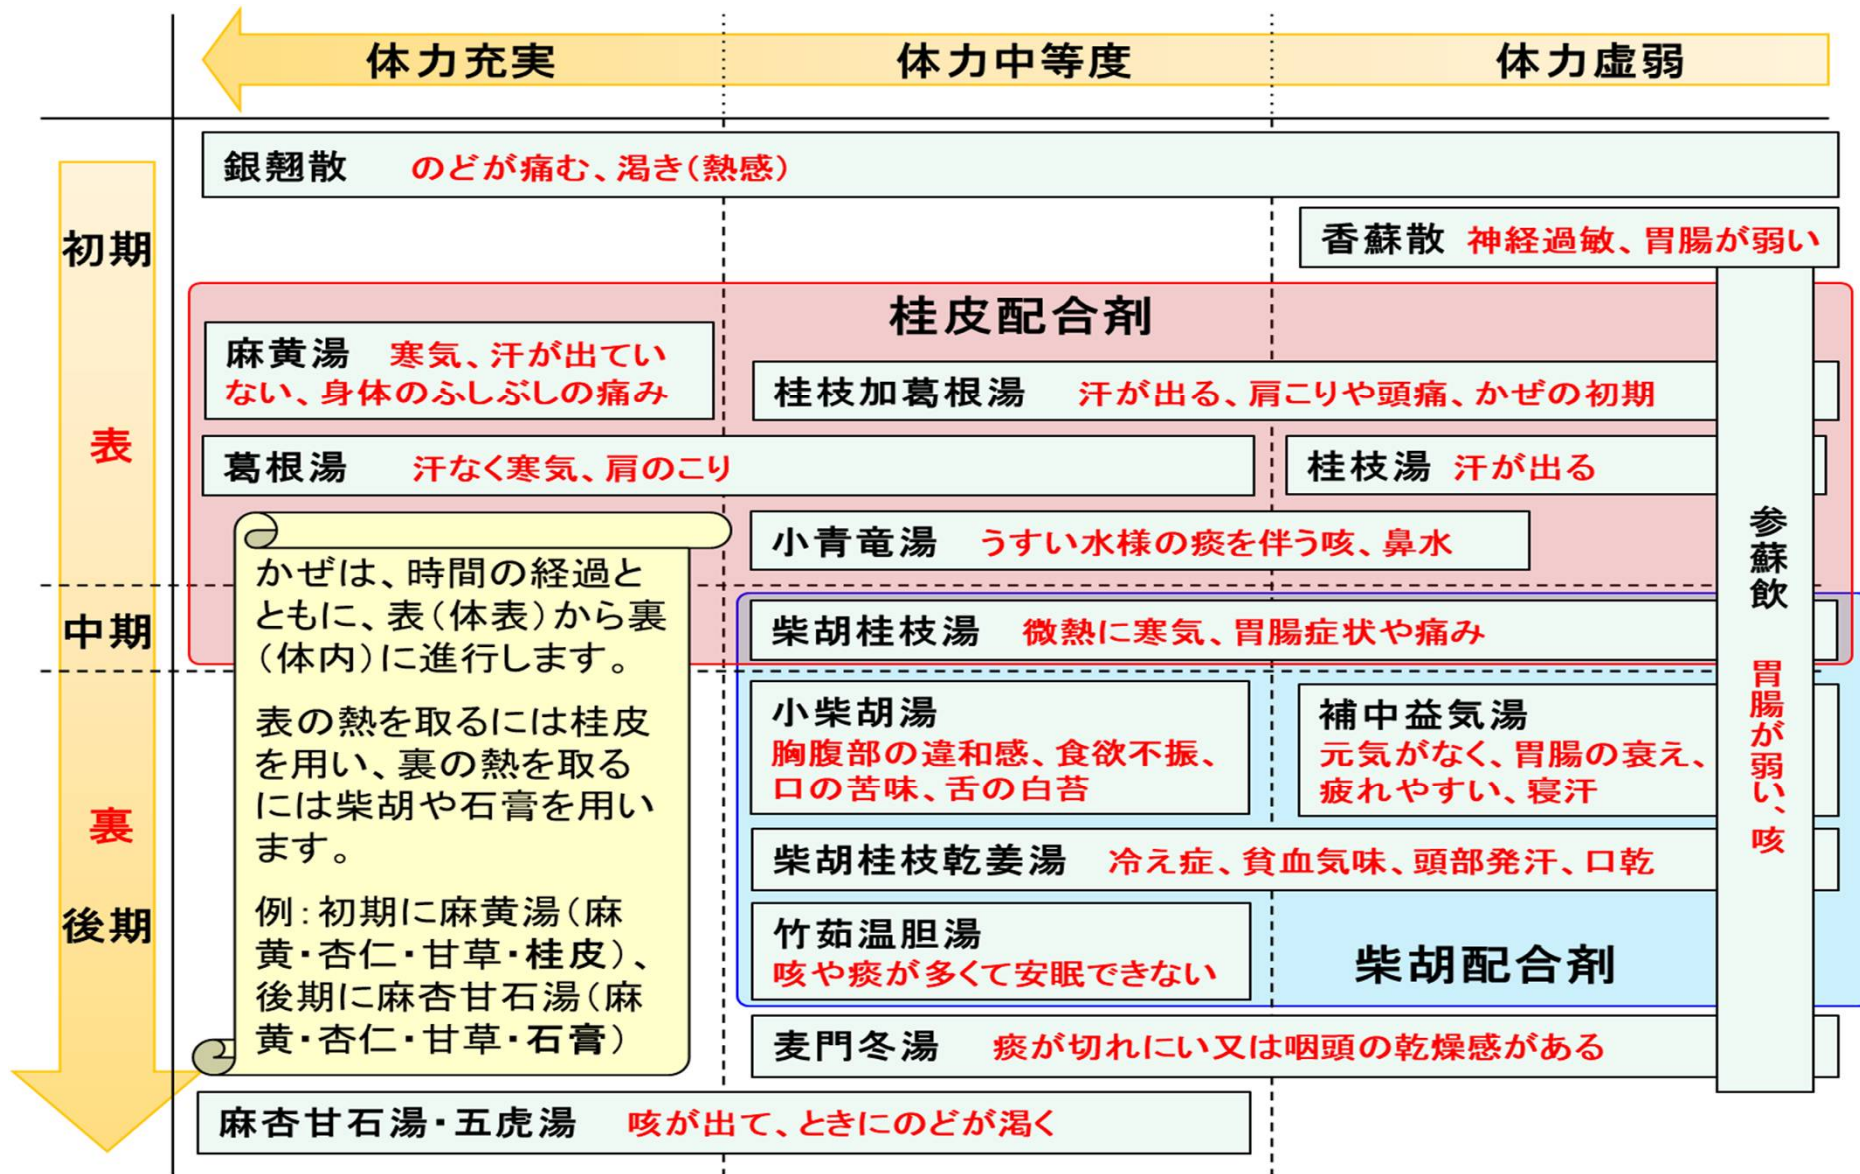 体力充実 体力中等度 体力虚弱
銀翹散 のどが痛む、渇き(熱感)
初期
香蘇散 神経過敏、胃腸が弱い
桂皮配合剤
麻黄湯 寒気、汗が出てい
ない、身体のふしぶしの痛み
桂枝加葛根湯 汗が出る、肩こりや頭痛、かぜの初期
表
葛根湯 汗なく寒気、肩のこり
桂枝湯 汗が出る
小青竜湯 うすい水様の痰を伴う咳、鼻水
参蘇飲 胃腸が弱い、咳
中期
柴胡桂枝湯 微熱に寒気、胃腸症状や痛み
かぜは、時間の経過と
ともに、表(体表)から裏
(体内)に進行します。
表の熱を取るには桂皮
を用い、裏の熱を取る
には柴胡や石膏を用い
ます。
例:初期に麻黄湯(麻
黄・杏仁・甘草・桂皮)、
後期に麻杏甘石湯(麻
黄・杏仁・甘草・石膏)
小柴胡湯
胸腹部の違和感、食欲不振、
口の苦味、舌の白苔
補中益気湯
元気がなく、胃腸の衰え、
疲れやすい、寝汗
裏
柴胡桂枝乾姜湯 冷え症、貧血気味、頭部発汗、口乾
後期
竹茹温胆湯
咳や痰が多くて安眠できない
柴胡配合剤
麦門冬湯 痰が切れにい又は咽頭の乾燥感がある
麻杏甘石湯・五虎湯 咳が出て、ときにのどが渇く